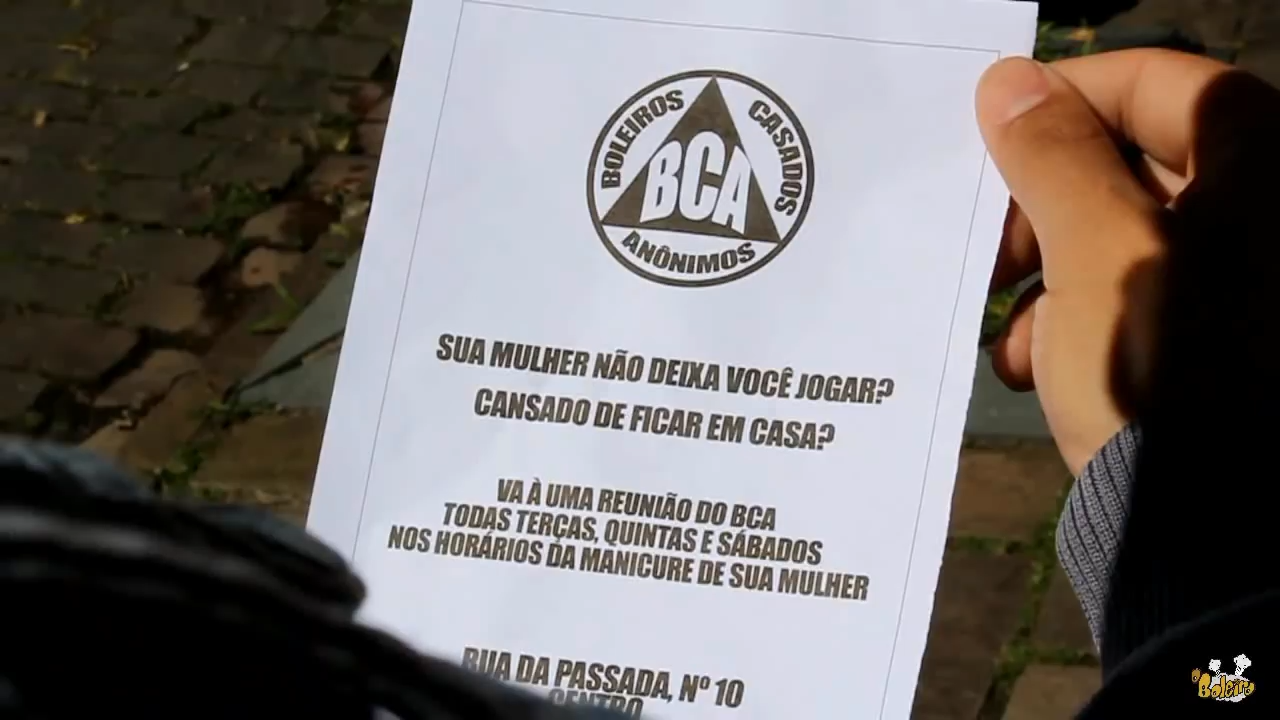 BOLEIROS CASADOS
BCA
ANÔNIMOS
SUA MULHER NÃO DEIXA VOCÊ JOGAR?
CANSADO DE FICAR EM CASA?
VA À UMA REUNIÃO DO BCA
TODAS TERÇAS, QUINTAS E SÁBADOS
NOS HORÁRIOS DA MANICURE DE SUA MULHER
RUA DA PASSADA, Nº 10
CENTRO
Boleiro